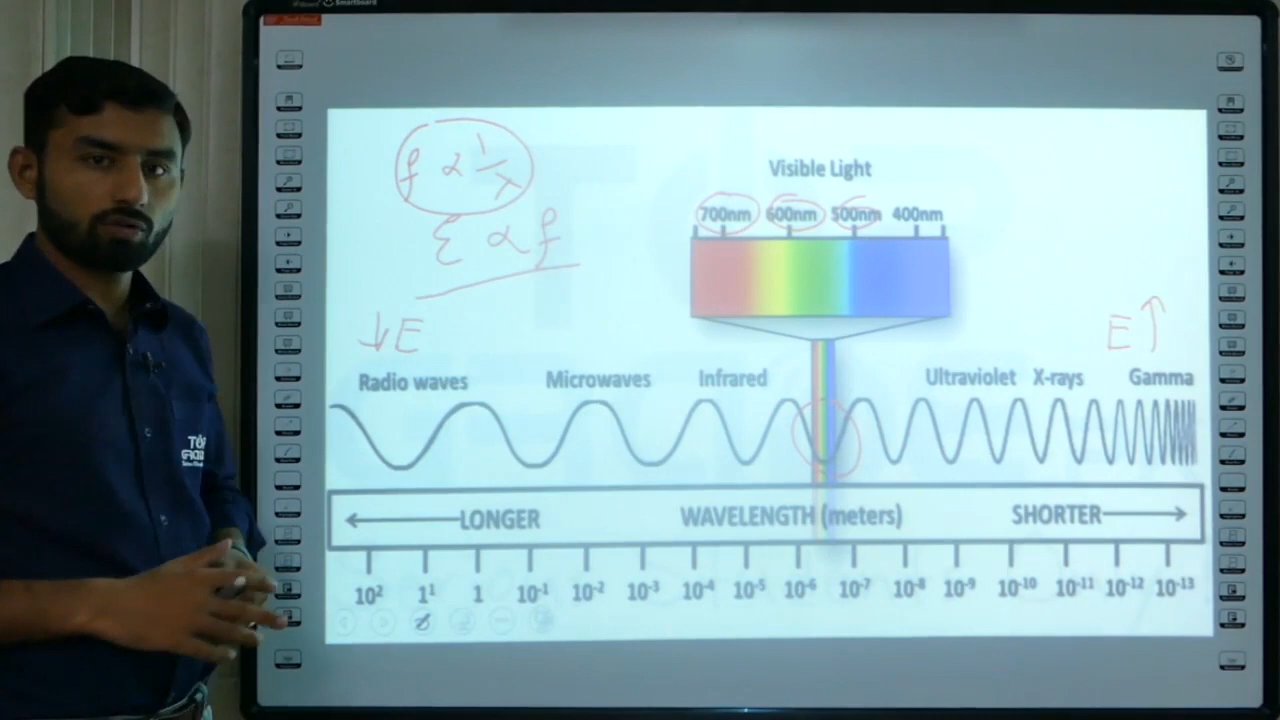 SmartBoard
f ∝ 1/λ
Visible Light
700nm 600nm 500nm 400nm
E ∝ f
↓E
E↑
Radio waves Microwaves Infrared Ultraviolet X-rays Gamma
LONGER WAVELENGTH (meters) SHORTER
10² 1¹ 1 10⁻¹ 10⁻² 10⁻³ 10⁻⁴ 10⁻⁵ 10⁻⁶ 10⁻⁷ 10⁻⁸ 10⁻⁹ 10⁻¹⁰ 10⁻¹¹ 10⁻¹² 10⁻¹³